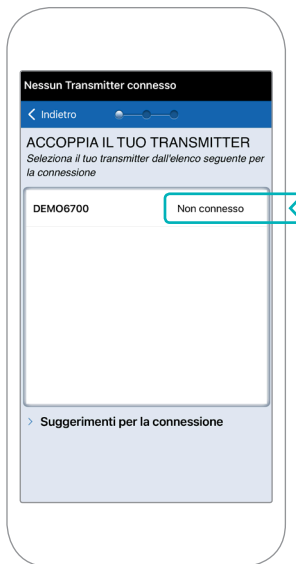 Nessun Transmitter connesso
Indietro
ACCOPPIA IL TUO TRANSMITTER
Seleziona il tuo transmitter dall'elenco seguente per
la connessione
DEMO6700 Non connesso
Suggerimenti per la connessione